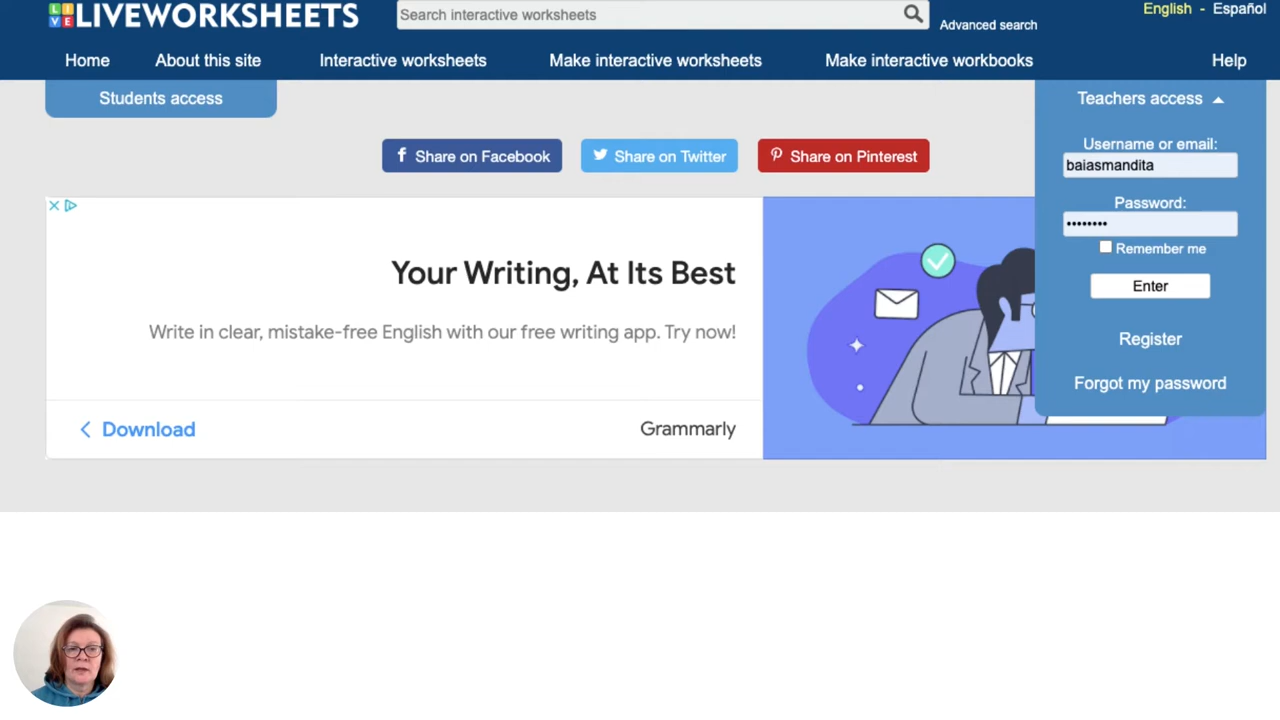 LIVEWORKSHEETS
Search interactive worksheets
Advanced search
English - Español
Home
About this site
Interactive worksheets
Make interactive worksheets
Make interactive workbooks
Help
Students access
Teachers access
Share on Facebook
Share on Twitter
Share on Pinterest
Username or email:
baiasmandita
Password:
••••••••
Remember me
Enter
Register
Forgot my password
Your Writing, At Its Best
Write in clear, mistake-free English with our free writing app. Try now!
Download
Grammarly